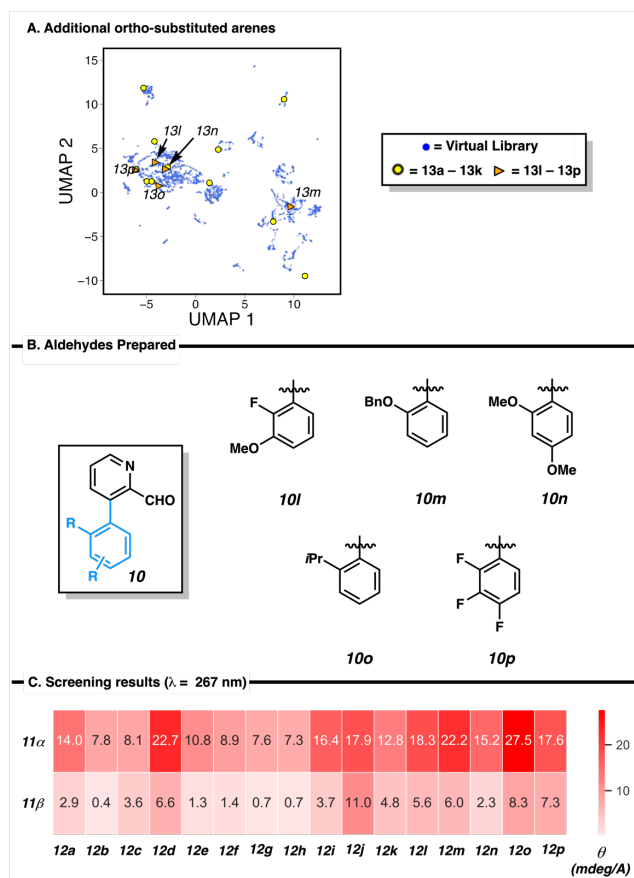 A. Additional ortho-substituted arenes
15
10
5
0
−5
−10
−5
0
5
10
UMAP 2
UMAP 1
13l
13n
13p
13o
13m
= Virtual Library
= 13a – 13k
= 13l – 13p
B. Aldehydes Prepared
N
CHO
R
R
10
F
MeO
10l
BnO
10m
MeO
OMe
10n
iPr
10o
F
F
F
10p
C. Screening results (λ = 267 nm)
11α 14.0 7.8 8.1 22.7 10.8 8.9 7.6 7.3 16.4 17.9 12.8 18.3 22.2 15.2 27.5 17.6
11β 2.9 0.4 3.6 6.6 1.3 1.4 0.7 0.7 3.7 11.0 4.8 5.6 6.0 2.3 8.3 7.3
12a 12b 12c 12d 12e 12f 12g 12h 12i 12j 12k 12l 12m 12n 12o 12p
20
10
θ
(mdeg/A)